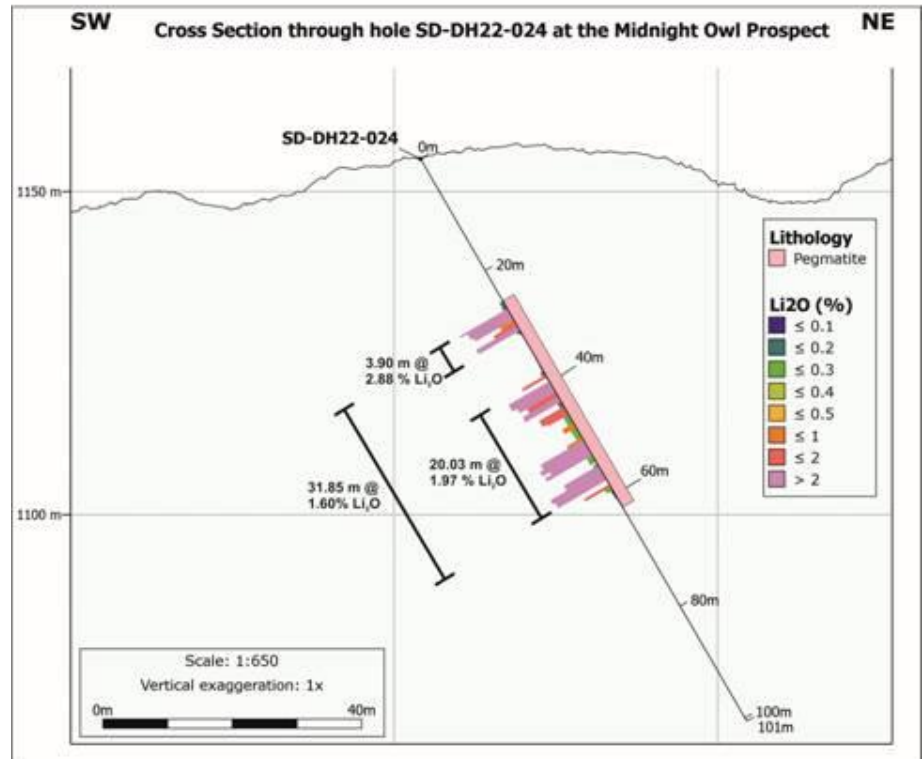 SW
Cross Section through hole SD-DH22-024 at the Midnight Owl Prospect
NE
SD-DH22-024
0m
1150 m
20m
Lithology
Pegmatite
Li2O (%)
≤ 0.1
≤ 0.2
≤ 0.3
≤ 0.4
≤ 0.5
≤ 1
≤ 2
> 2
3.90 m @
2.88 % Li₂O
40m
20.03 m @
1.97 % Li₂O
31.85 m @
1.60% Li₂O
60m
1100 m
80m
100m
101m
Scale: 1:650
Vertical exaggeration: 1x
0m
40m